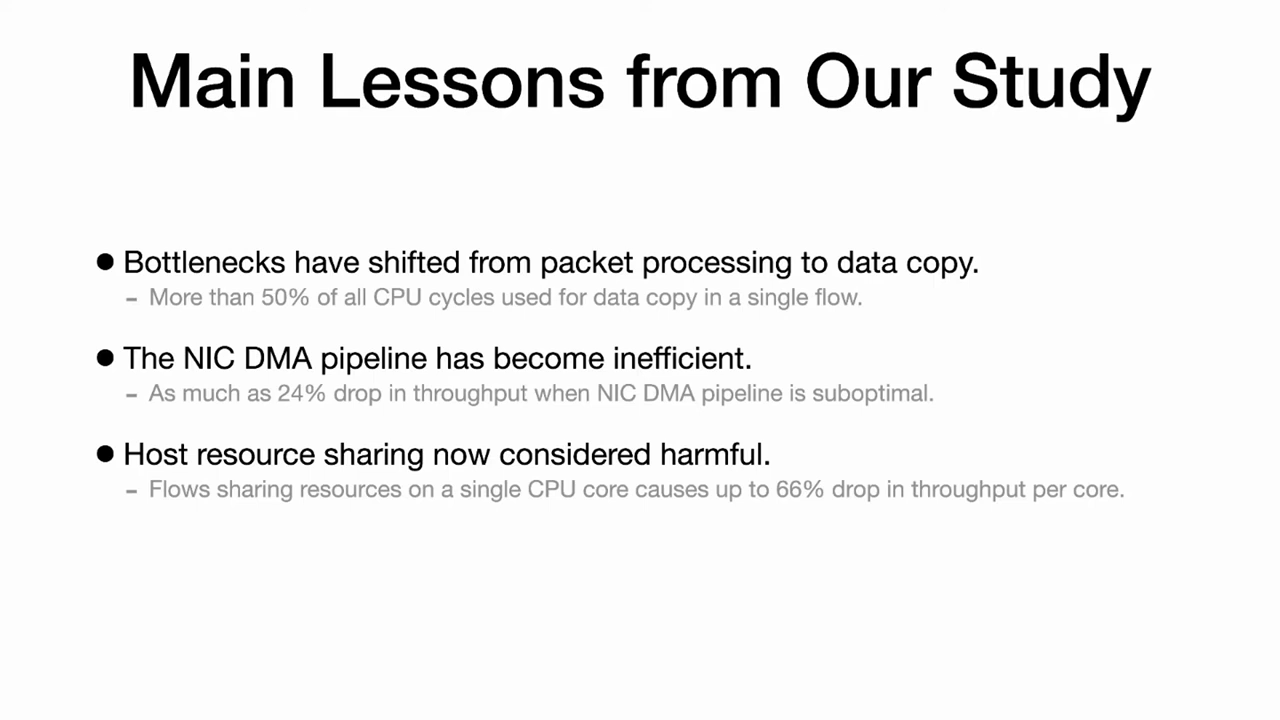 Main Lessons from Our Study
● Bottlenecks have shifted from packet processing to data copy.
– More than 50% of all CPU cycles used for data copy in a single flow.
● The NIC DMA pipeline has become inefficient.
– As much as 24% drop in throughput when NIC DMA pipeline is suboptimal.
● Host resource sharing now considered harmful.
– Flows sharing resources on a single CPU core causes up to 66% drop in throughput per core.